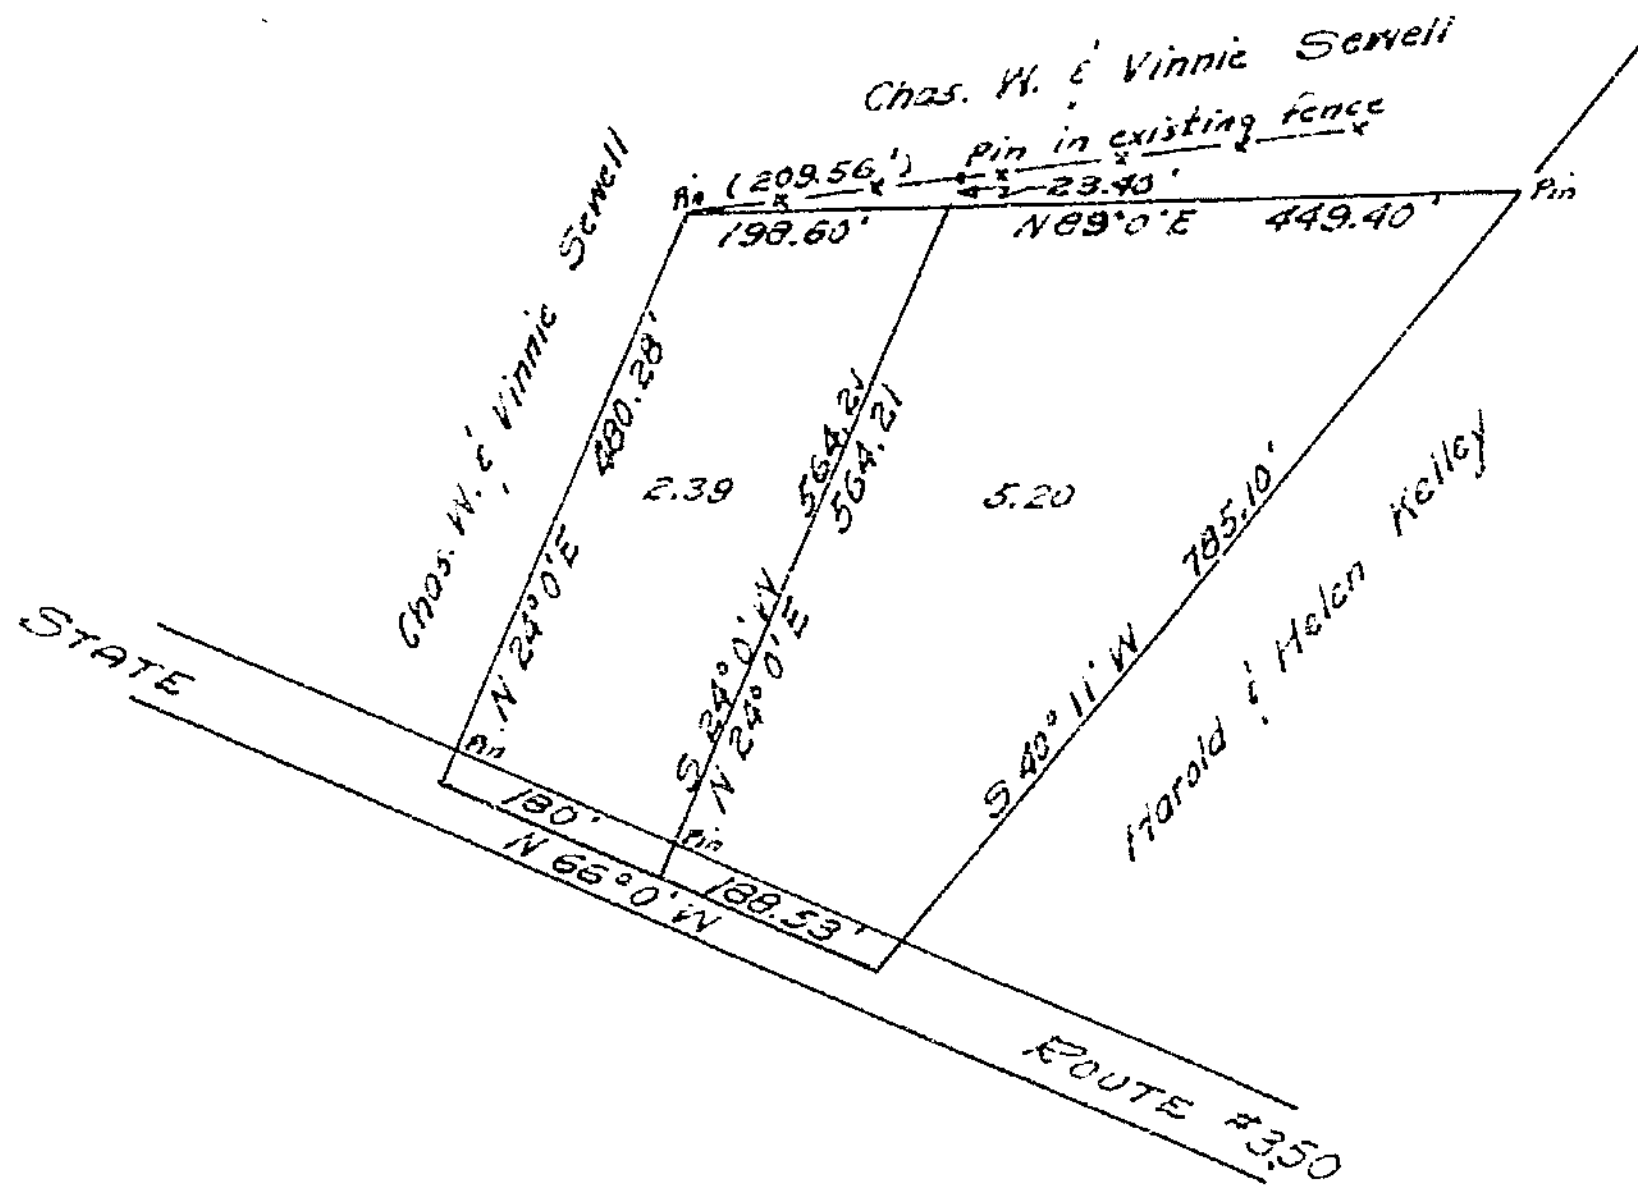 Chas. W. & Vinnie Sewell
Pin in existing fence
(209.56')
23.40'
Pin
Pin
198.60'
N 89° 0' E
449.40'
Chas. W. & Vinnie Sewell
480.28'
N 24° 0' E
2.39
564.21
564.21
S 24° 0' W
N 24° 0' E
5.20
785.10'
S 40° 11' W
Harold & Helen Kelley
Pin
Pin
180'
188.53'
N 66° 0' W
STATE
ROUTE #350